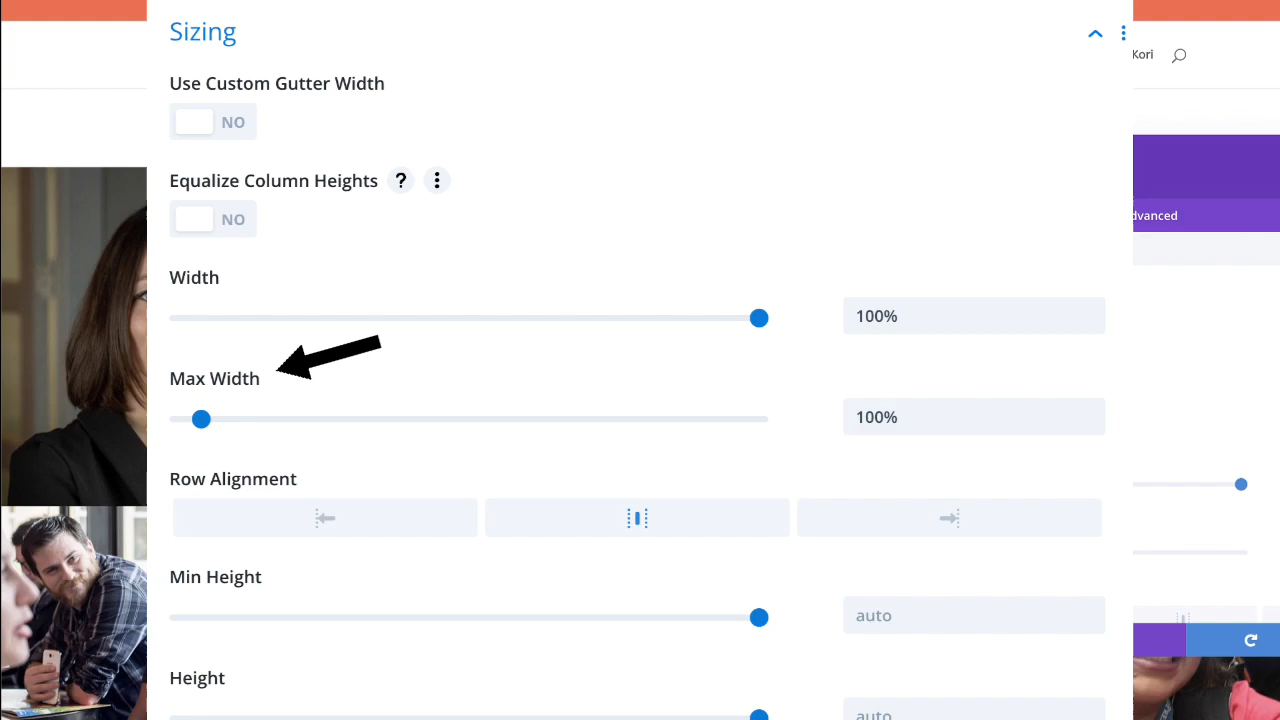 Sizing
Kori
Use Custom Gutter Width
NO
Equalize Column Heights ?
NO
dvanced
Width
100%
Max Width
100%
Row Alignment
Min Height
auto
Height
auto